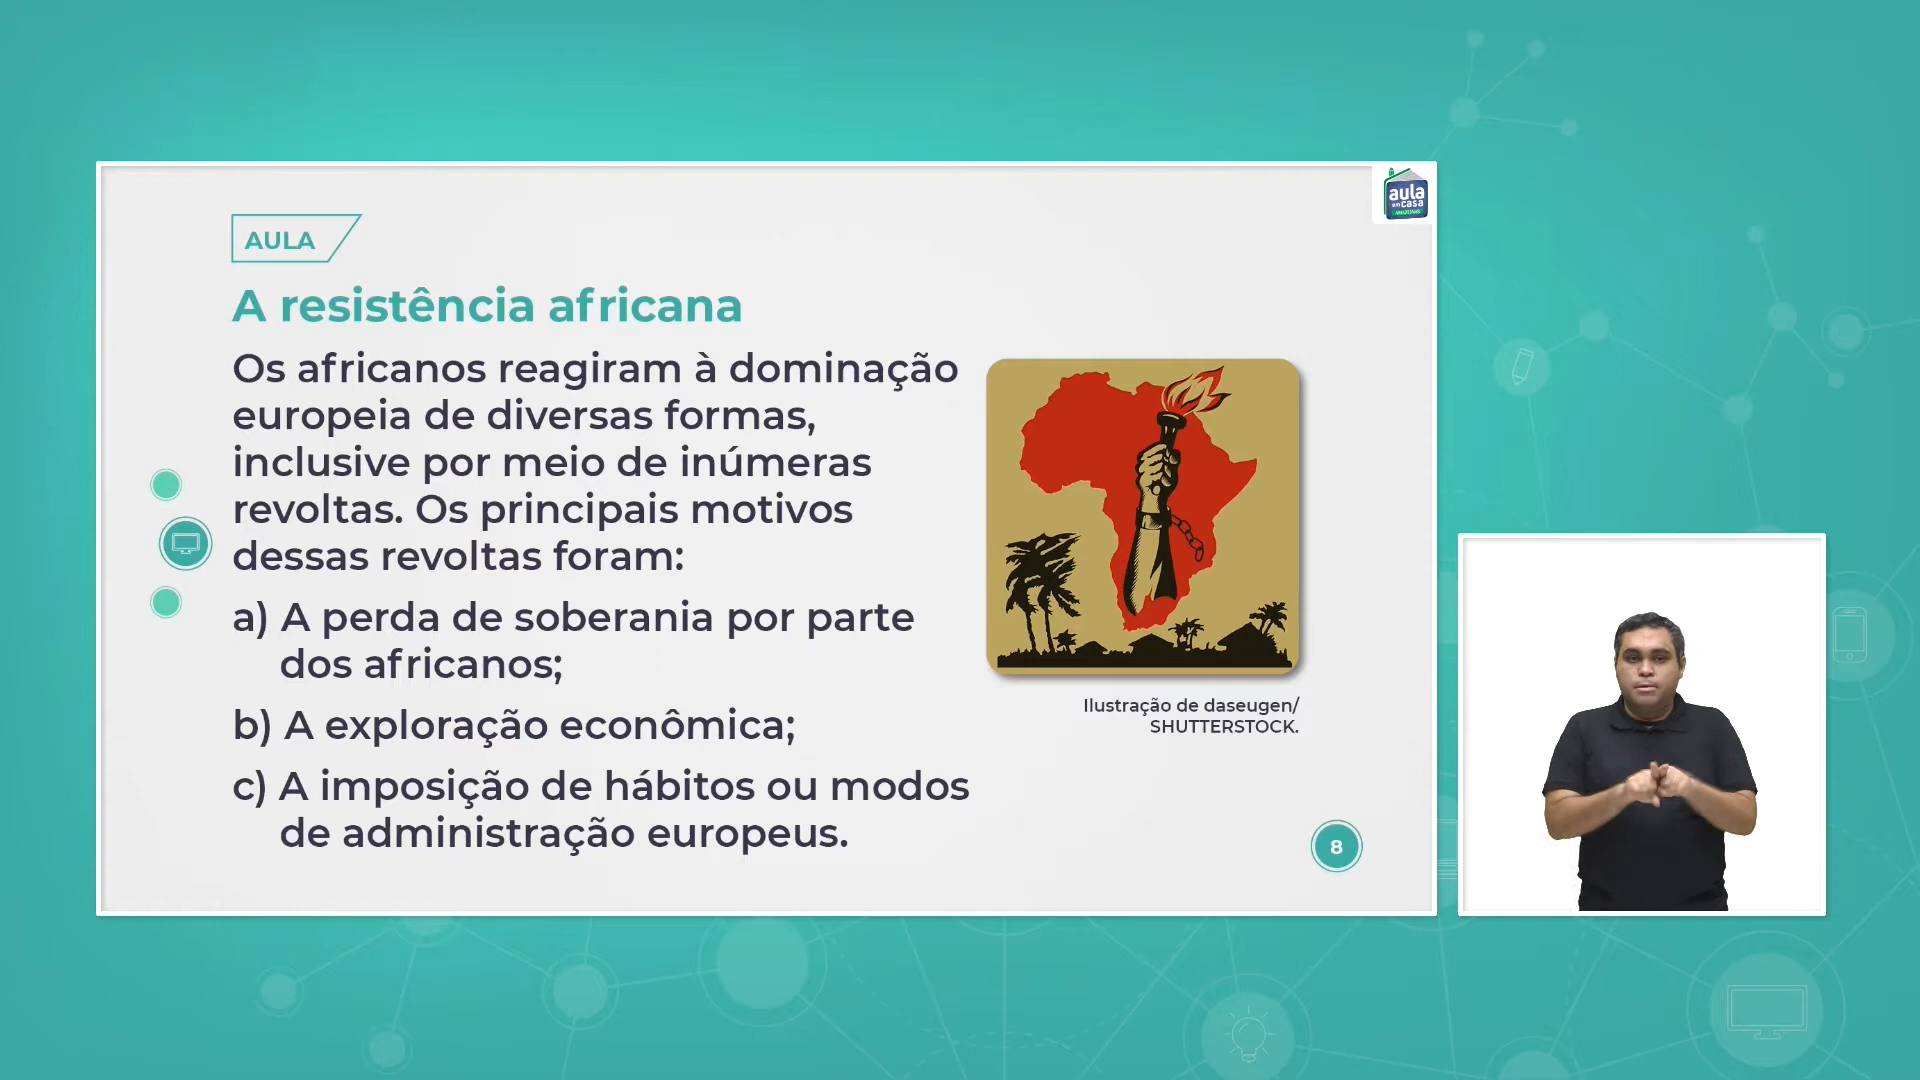 aula
em casa
AMAZONAS
AULA
A resistência africana
Os africanos reagiram à dominação
europeia de diversas formas,
inclusive por meio de inúmeras
revoltas. Os principais motivos
dessas revoltas foram:
a) A perda de soberania por parte
dos africanos;
b) A exploração econômica;
c) A imposição de hábitos ou modos
de administração europeus.
Ilustração de daseugen/
SHUTTERSTOCK.
8